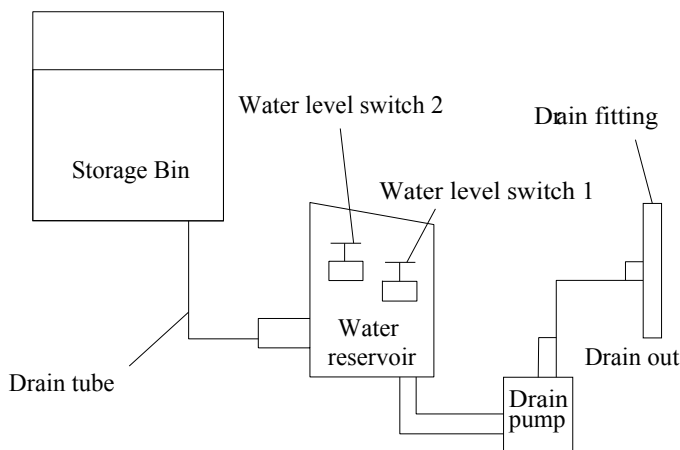 Water level switch 2
Drain fitting
Storage Bin
Water level switch 1
Water
reservoir
Drain out
Drain tube
Drain
pump